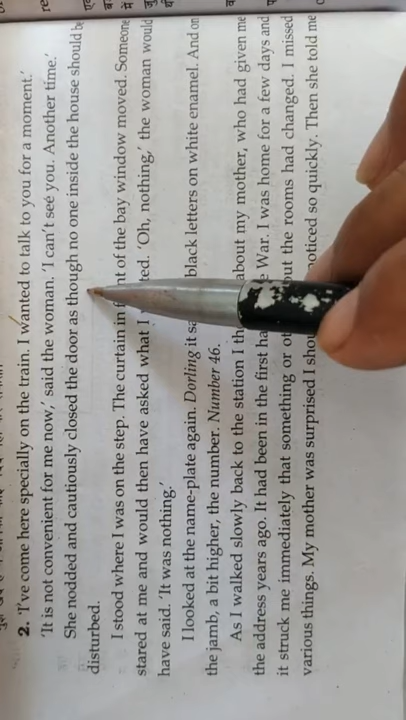 2. 'I've come here specially on the train. I wanted to talk to you for a moment.'
'It is not convenient for me now,' said the woman. 'I can't see you. Another time.'
She nodded and cautiously closed the door as though no one inside the house should be
disturbed.
I stood where I was on the step. The curtain in of the bay window moved. Someone
stared at me and would then have asked what I 'Oh, nothing,' the woman would
have said. 'It was nothing.'
I looked at the name-plate again. Dorling it black letters on white enamel. And on
the jamb, a bit higher, the number. Number 46.
As I walked slowly back to the station I about my mother, who had given me
the address years ago. It had been in the first War. I was home for a few days and
it struck me immediately that something or the rooms had changed. I missed
various things. My mother was surprised I so quickly. Then she told me